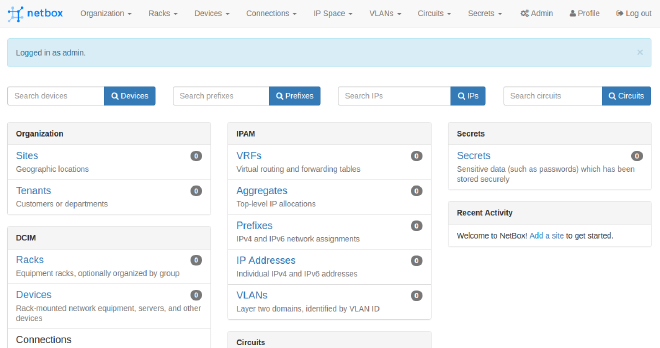 netbox Organization Racks Devices Connections IP Space VLANs Circuits Secrets Admin Profile Log out
Logged in as admin. ×
Search devices Devices Search prefixes Prefixes Search IPs IPs Search circuits Circuits
Organization
Sites 0
Geographic locations
Tenants 0
Customers or departments
DCIM
Racks 0
Equipment racks, optionally organized by group
Devices 0
Rack-mounted network equipment, servers, and other
devices
Connections
IPAM
VRFs 0
Virtual routing and forwarding tables
Aggregates 0
Top-level IP allocations
Prefixes 0
IPv4 and IPv6 network assignments
IP Addresses 0
Individual IPv4 and IPv6 addresses
VLANs 0
Layer two domains, identified by VLAN ID
Circuits
Secrets
Secrets 0
Sensitive data (such as passwords) which has been
stored securely
Recent Activity
Welcome to NetBox! Add a site to get started.